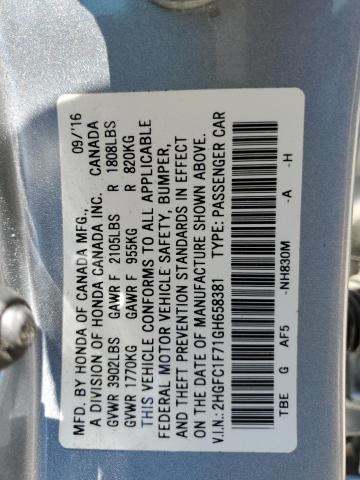 MFD. BY HONDA OF CANADA MFG., 09/'16
A DIVISION OF HONDA CANADA INC. CANADA
GVWR 3902LBS GAWR F 2105LBS R 1808LBS
GVWR 1770KG GAWR F 955KG R 820KG
THIS VEHICLE CONFORMS TO ALL APPLICABLE
FEDERAL MOTOR VEHICLE SAFETY, BUMPER,
AND THEFT PREVENTION STANDARDS IN EFFECT
ON THE DATE OF MANUFACTURE SHOWN ABOVE.
V.I.N.: 2HGFC1F71GH658381 TYPE: PASSENGER CAR
TBE G AF5 -NH830M -A -H